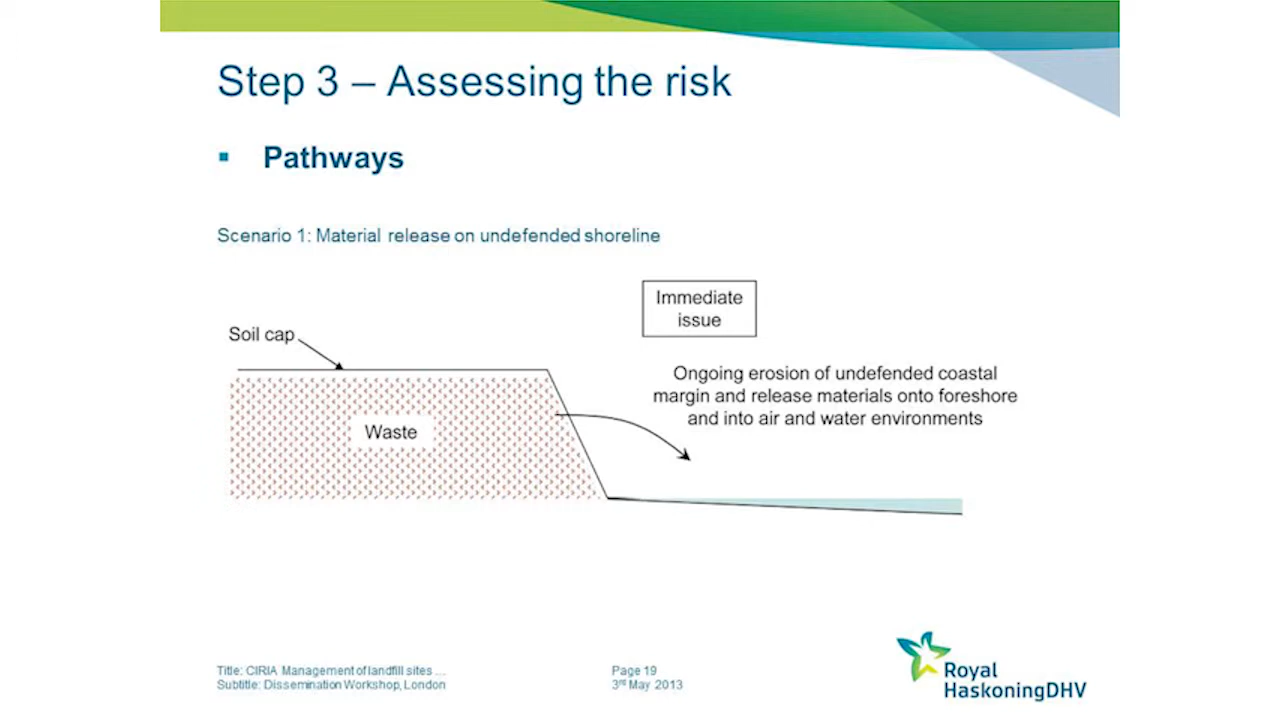 Step 3 – Assessing the risk
▪ Pathways
Scenario 1: Material release on undefended shoreline
Immediate
issue
Soil cap
Ongoing erosion of undefended coastal
margin and release materials onto foreshore
and into air and water environments
Waste
Title: CIRIA Management of landfill sites ...
Subtitle: Dissemination Workshop, London
Page 19
3rd May 2013
Royal
HaskoningDHV